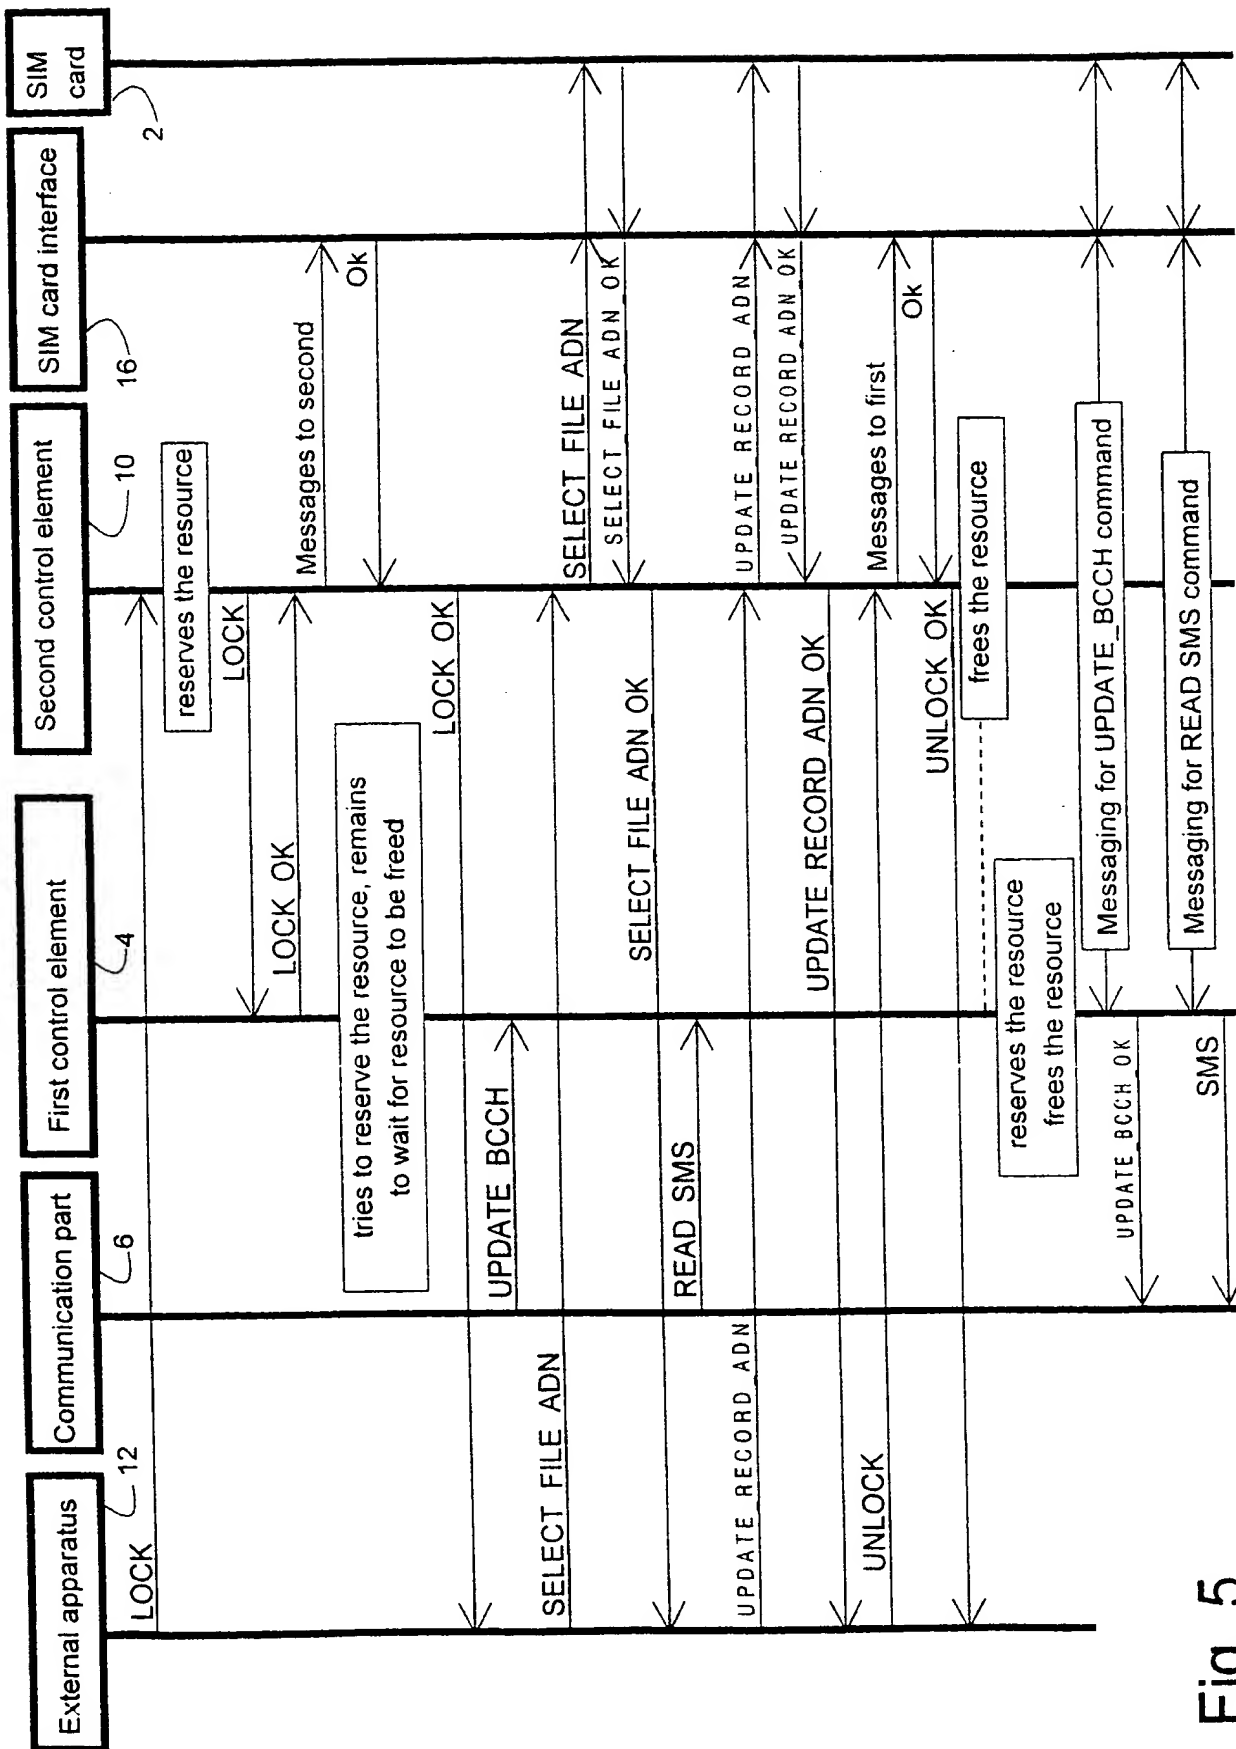 External apparatus
12
Communication part
6
First control element
4
Second control element
10
SIM card interface
16
SIM
card
2
LOCK
reserves the resource
LOCK
LOCK OK
Messages to second
Ok
tries to reserve the resource, remains
to wait for resource to be freed
LOCK OK
UPDATE BCCH
SELECT FILE ADN
SELECT FILE ADN
SELECT FILE ADN OK
SELECT FILE ADN OK
READ SMS
UPDATE RECORD ADN
UPDATE RECORD ADN
UPDATE RECORD ADN OK
UPDATE RECORD ADN OK
UNLOCK
Messages to first
Ok
UNLOCK OK
frees the resource
reserves the resource
frees the resource
Messaging for UPDATE_BCCH command
UPDATE BCCH OK
Messaging for READ SMS command
SMS
Fig. 5